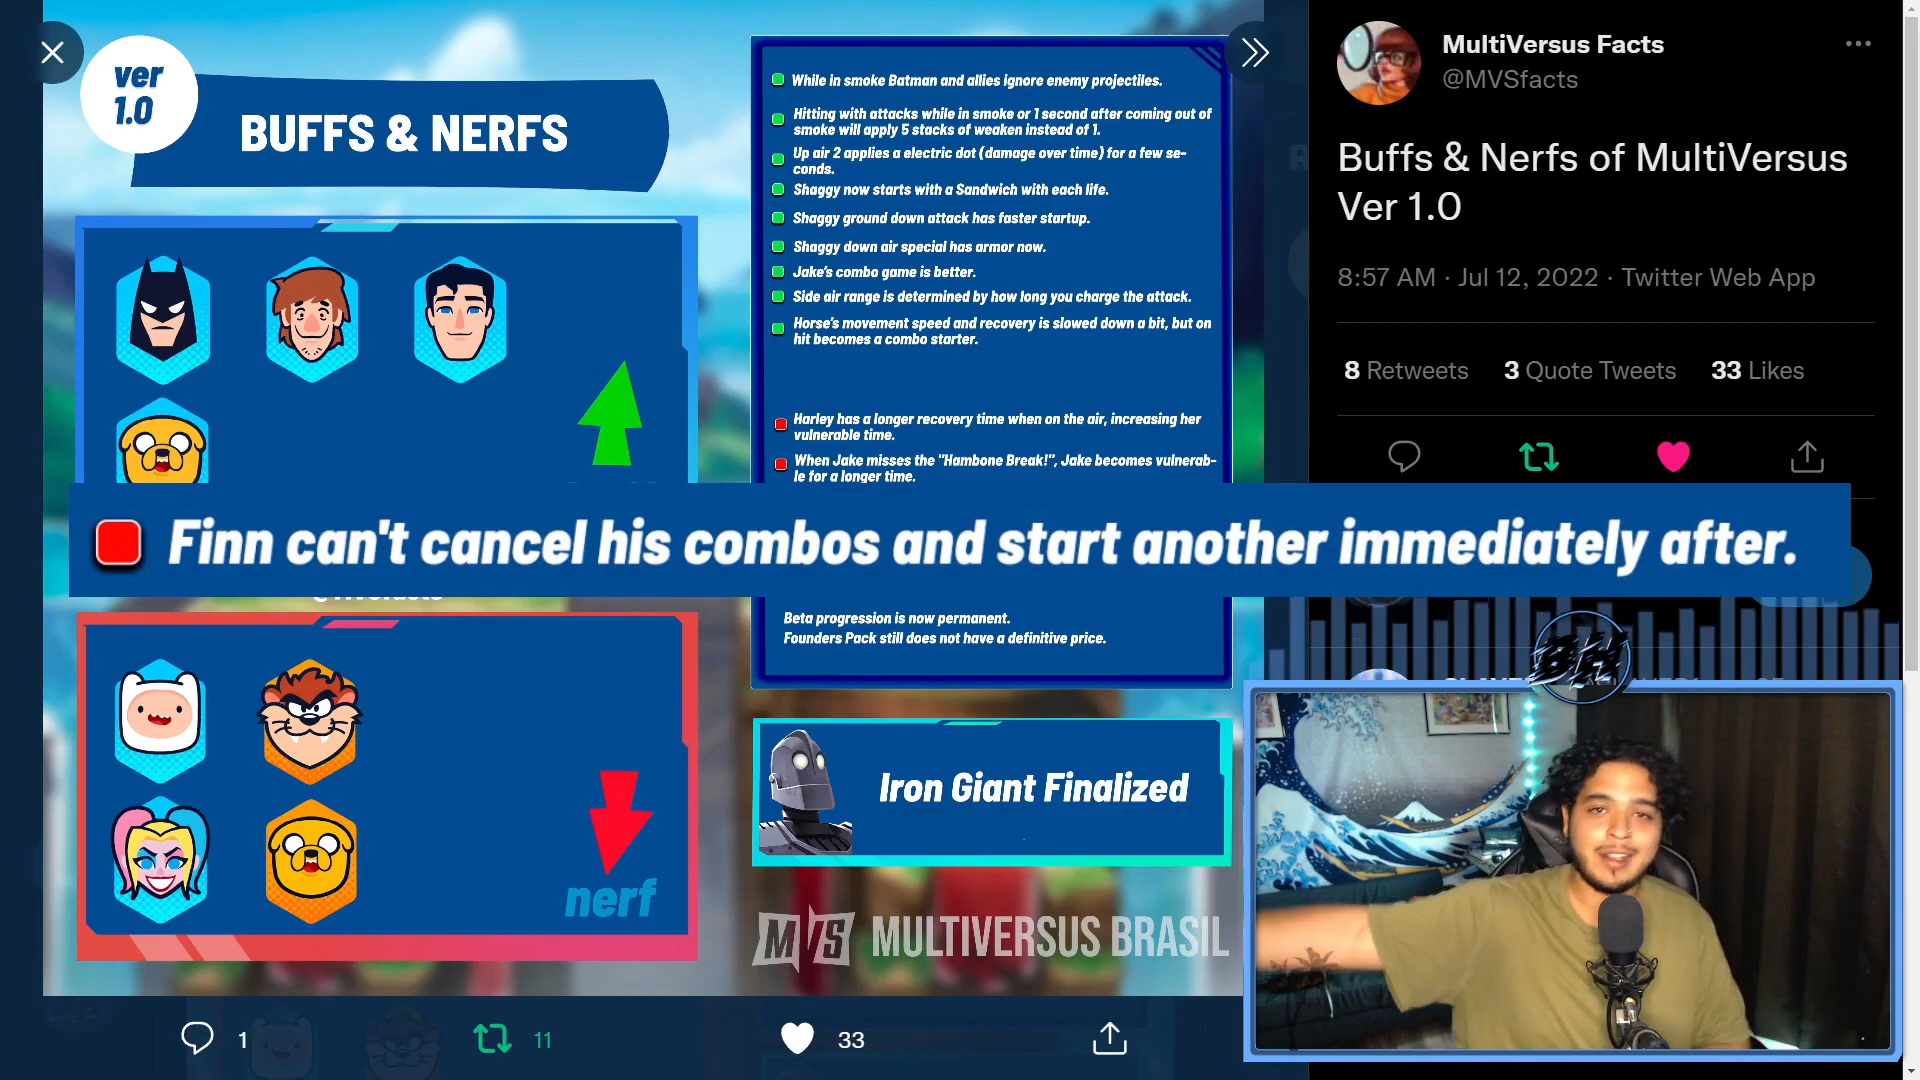 ver
1.0
BUFFS & NERFS
While in smoke Batman and allies ignore enemy projectiles.
Hitting with attacks while in smoke or 1 second after coming out of
smoke will apply 5 stacks of weaken instead of 1.
Up air 2 applies a electric dot (damage over time) for a few se-
conds.
Shaggy now starts with a Sandwich with each life.
Shaggy ground down attack has faster startup.
Shaggy down air special has armor now.
Jake's combo game is better.
Side air range is determined by how long you charge the attack.
Horse's movement speed and recovery is slowed down a bit, but on
hit becomes a combo starter.
Harley has a longer recovery time when on the air, increasing her
vulnerable time.
When Jake misses the "Hambone Break!", Jake becomes vulnerab-
le for a longer time.
Finn can't cancel his combos and start another immediately after.
Beta progression is now permanent.
Founders Pack still does not have a definitive price.
nerf
Iron Giant Finalized
MVS MULTIVERSUS BRASIL
1
11
33
MultiVersus Facts
@MVSfacts
Buffs & Nerfs of MultiVersus
Ver 1.0
8:57 AM · Jul 12, 2022 · Twitter Web App
8 Retweets 3 Quote Tweets 33 Likes